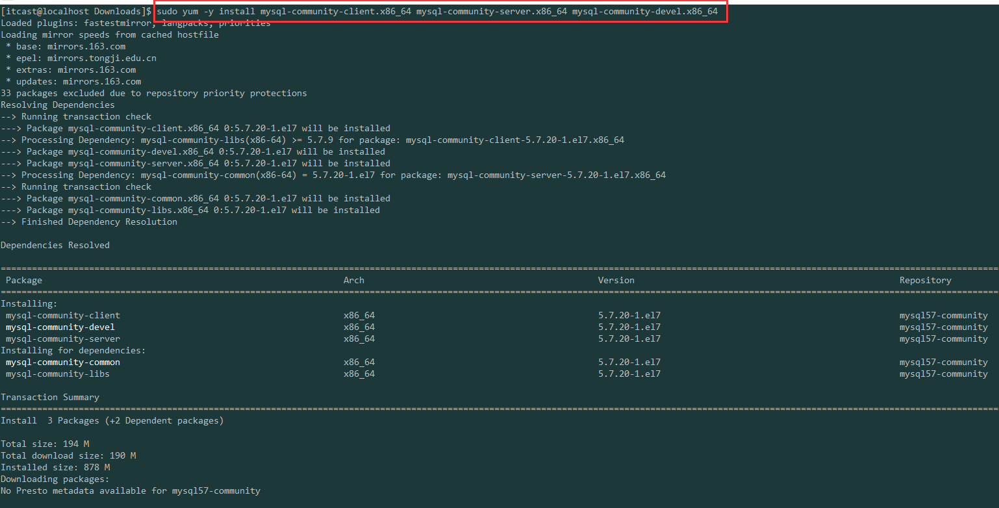 [itcast@localhost Downloads]$ sudo yum -y install mysql-community-client.x86_64 mysql-community-server.x86_64 mysql-community-devel.x86_64
Loaded plugins: fastestmirror, langpacks, priorities
Loading mirror speeds from cached hostfile
 * base: mirrors.163.com
 * epel: mirrors.tongji.edu.cn
 * extras: mirrors.163.com
 * updates: mirrors.163.com
33 packages excluded due to repository priority protections
Resolving Dependencies
--> Running transaction check
---> Package mysql-community-client.x86_64 0:5.7.20-1.el7 will be installed
--> Processing Dependency: mysql-community-libs(x86-64) >= 5.7.9 for package: mysql-community-client-5.7.20-1.el7.x86_64
---> Package mysql-community-devel.x86_64 0:5.7.20-1.el7 will be installed
---> Package mysql-community-server.x86_64 0:5.7.20-1.el7 will be installed
--> Processing Dependency: mysql-community-common(x86-64) = 5.7.20-1.el7 for package: mysql-community-server-5.7.20-1.el7.x86_64
--> Running transaction check
---> Package mysql-community-common.x86_64 0:5.7.20-1.el7 will be installed
---> Package mysql-community-libs.x86_64 0:5.7.20-1.el7 will be installed
--> Finished Dependency Resolution
Dependencies Resolved
Package Arch Version Repository
Installing:
mysql-community-client x86_64 5.7.20-1.el7 mysql57-community
mysql-community-devel x86_64 5.7.20-1.el7 mysql57-community
mysql-community-server x86_64 5.7.20-1.el7 mysql57-community
Installing for dependencies:
mysql-community-common x86_64 5.7.20-1.el7 mysql57-community
mysql-community-libs x86_64 5.7.20-1.el7 mysql57-community
Transaction Summary
Install  3 Packages (+2 Dependent packages)
Total size: 194 M
Total download size: 190 M
Installed size: 878 M
Downloading packages:
No Presto metadata available for mysql57-community